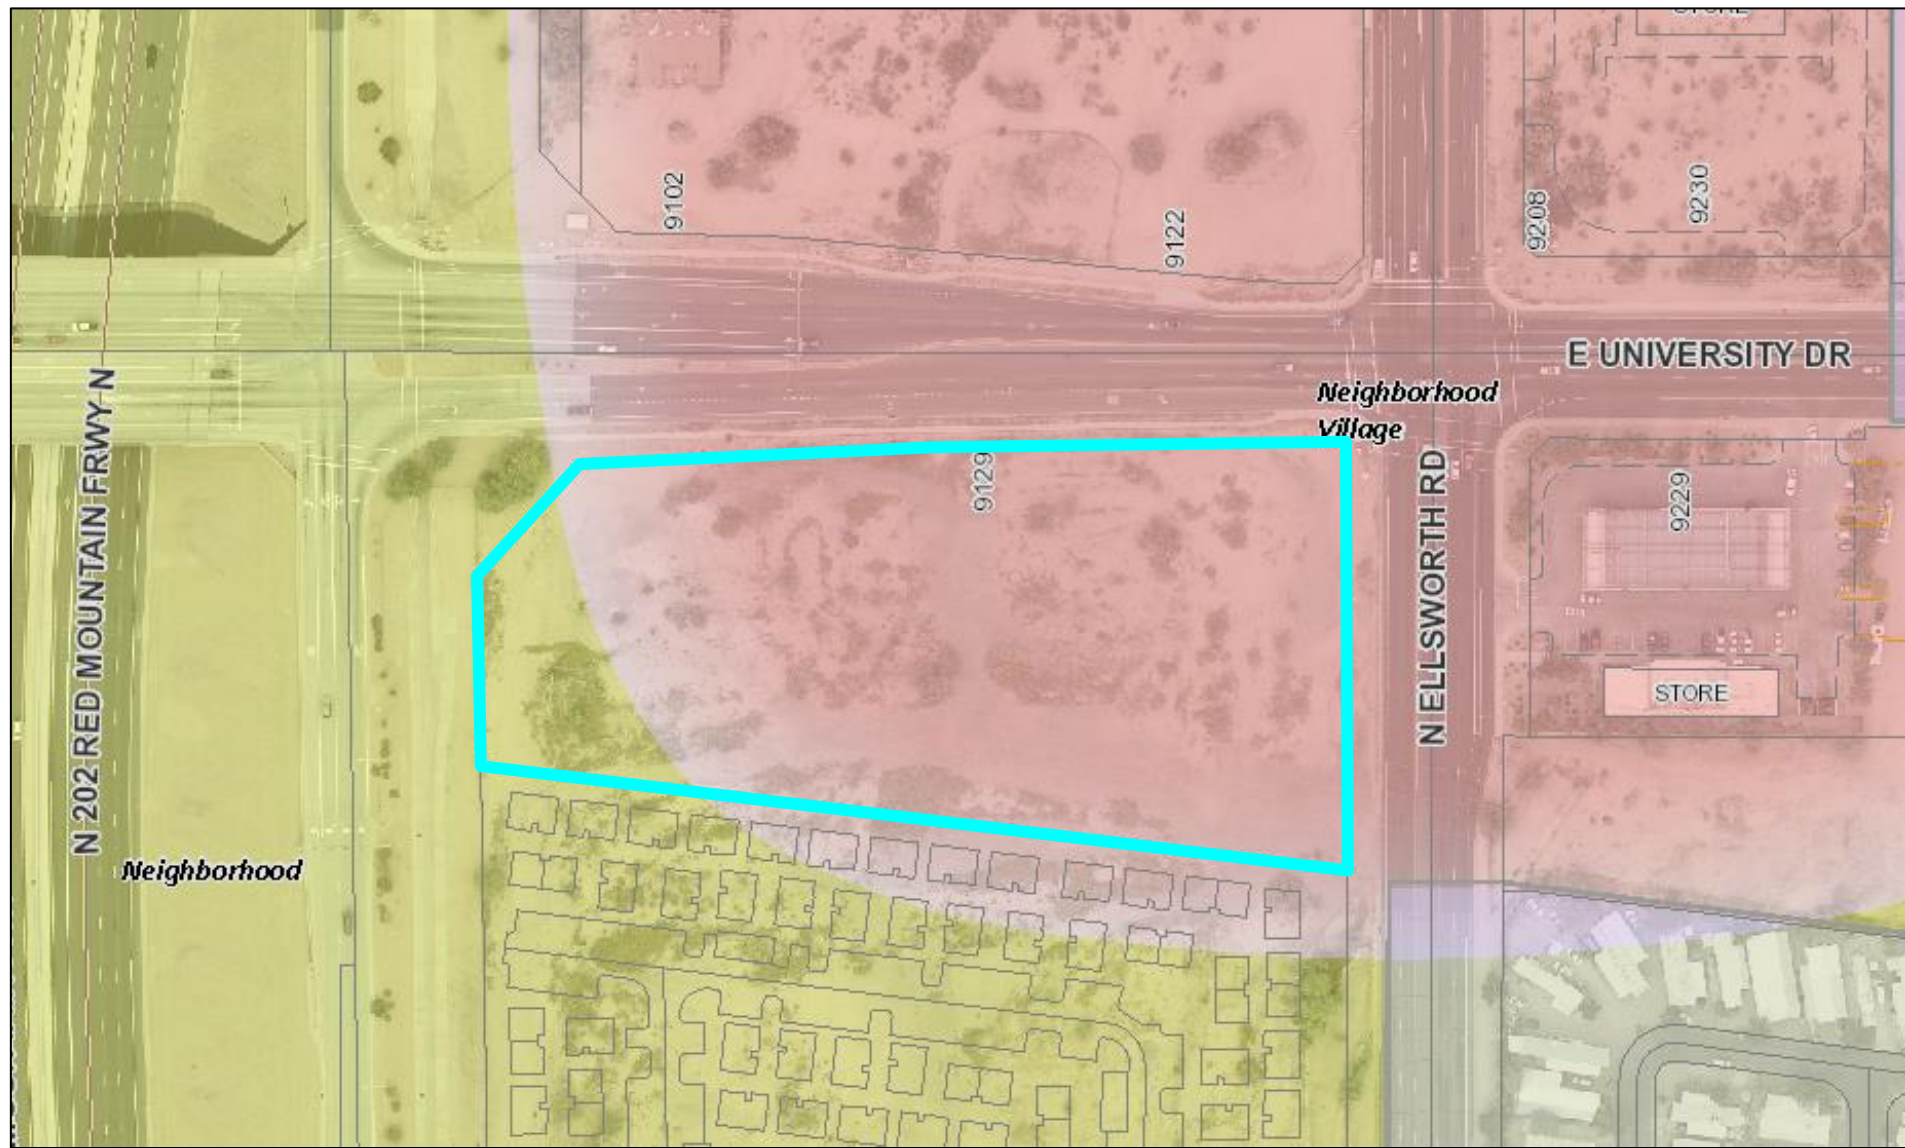 9102
9122
9208
9230
E UNIVERSITY DR
Neighborhood
Village
9129
N ELLSWORTH RD
9229
STORE
N 202 RED MOUNTAIN FRWY N
Neighborhood